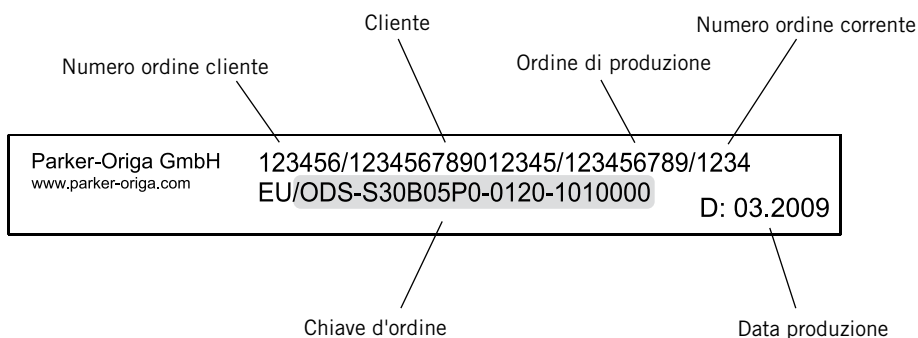 Cliente
Numero ordine corrente
Numero ordine cliente
Ordine di produzione
Parker-Origa GmbH
www.parker-origa.com
123456/123456789012345/123456789/1234
EU/ODS-S30B05P0-0120-1010000
D: 03.2009
Chiave d'ordine
Data produzione